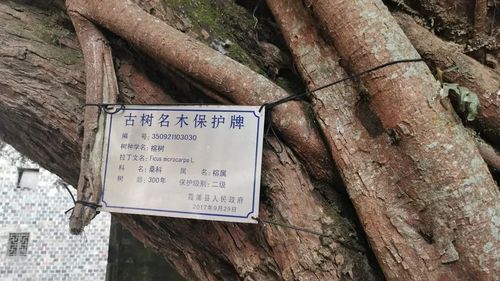 古树名木保护牌
编 号: 350921103030
树种学名: 榕树
拉丁文名: Ficus microcarpa L.
科 名: 桑科 属 名: 榕属
树 龄: 300年 保护级别: 二级
霞浦县人民政府
2017年9月29日